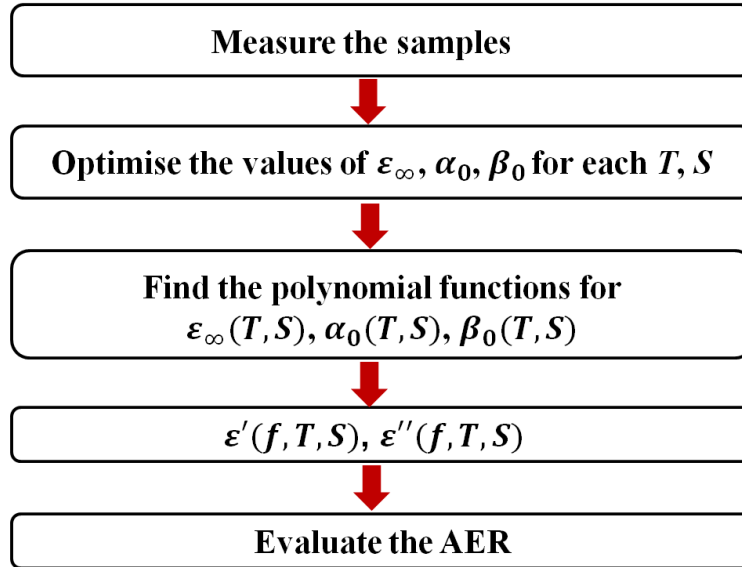 Measure the samples
Optimise the values of ε∞, α₀, β₀ for each T, S
Find the polynomial functions for
ε∞(T, S), α₀(T, S), β₀(T, S)
ε′(f, T, S), ε′′(f, T, S)
Evaluate the AER